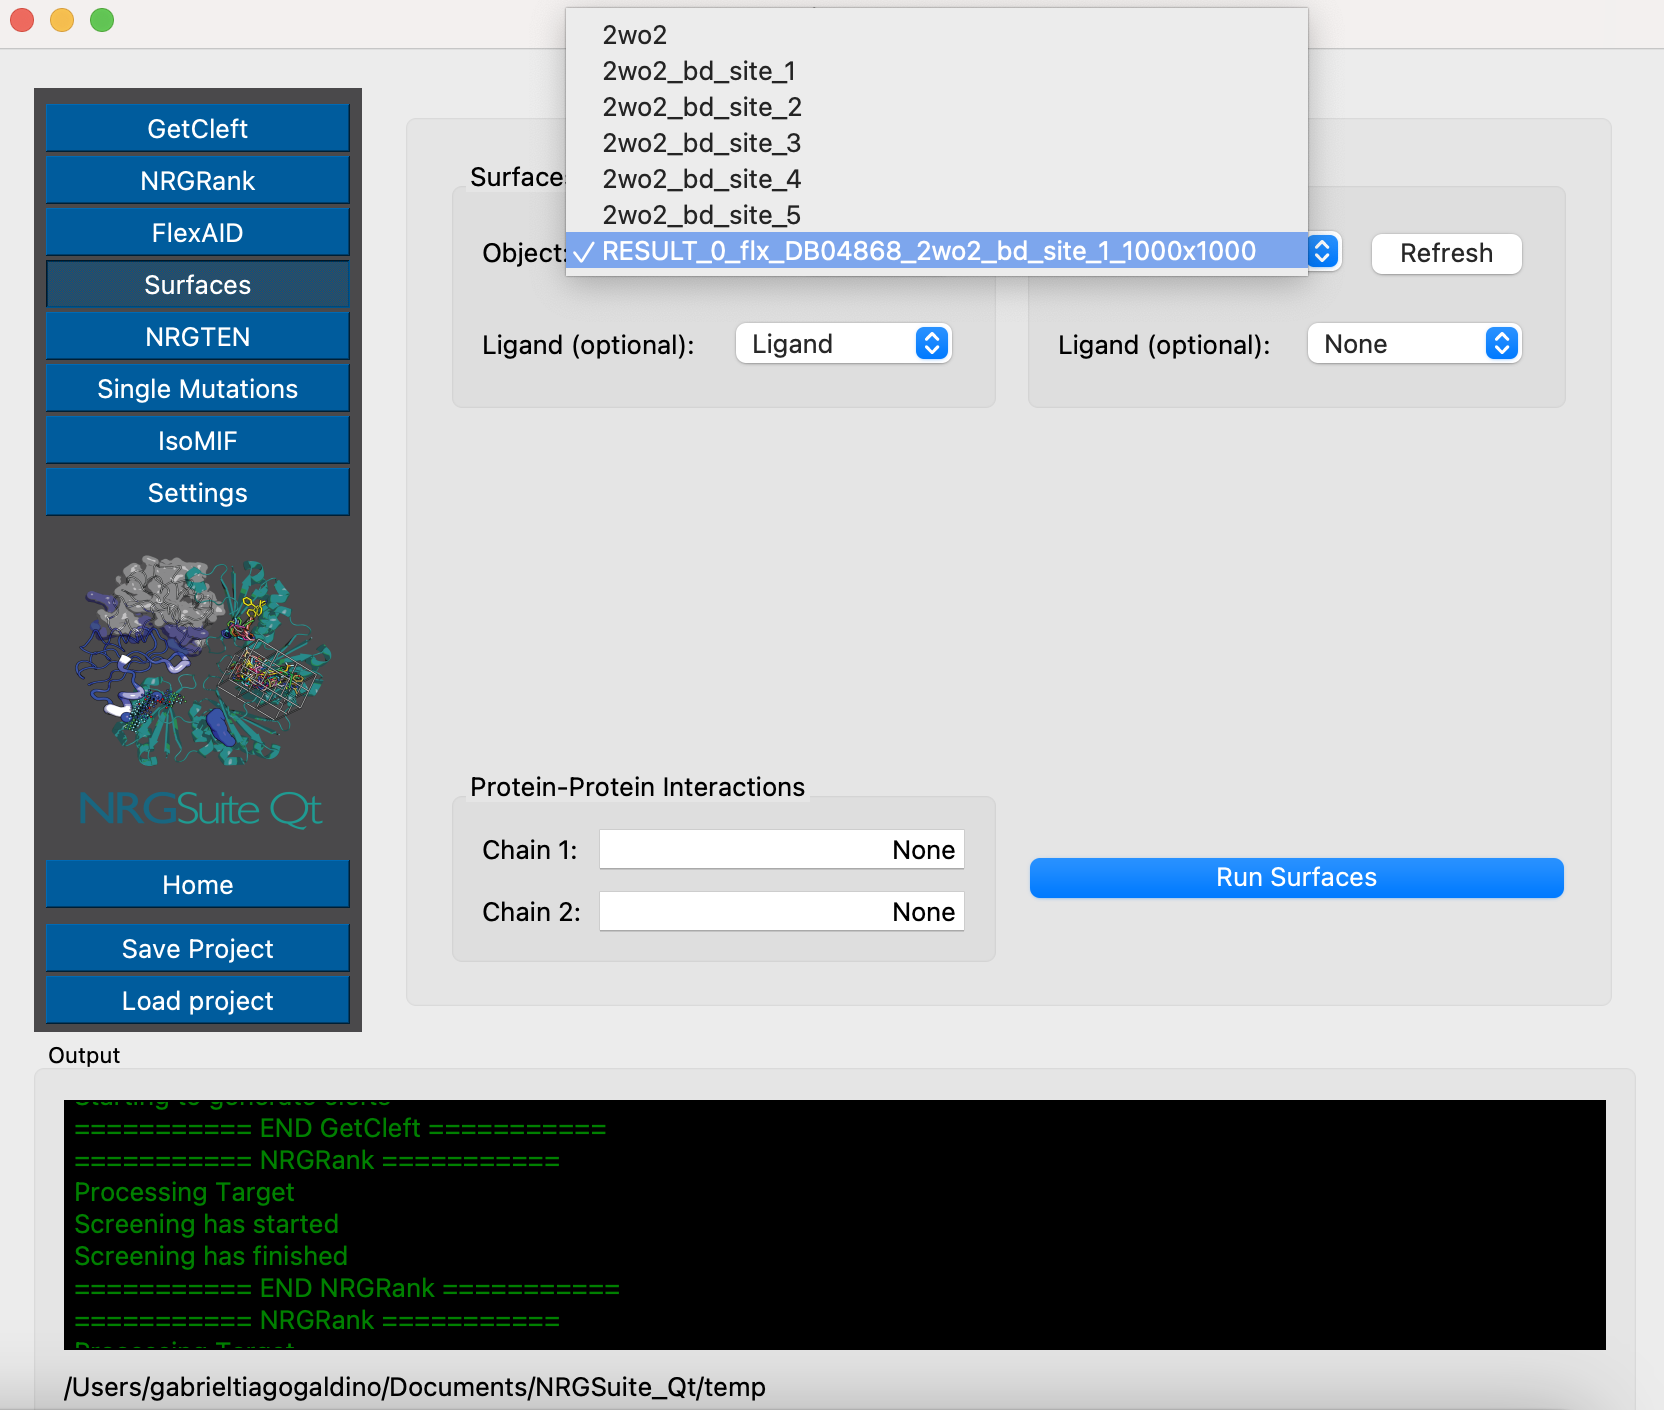 2wo2
2wo2_bd_site_1
2wo2_bd_site_2
2wo2_bd_site_3
2wo2_bd_site_4
2wo2_bd_site_5
✓ RESULT_0_flx_DB04868_2wo2_bd_site_1_1000x1000
GetCleft
NRGRank
FlexAID
Surfaces
NRGTEN
Single Mutations
IsoMIF
Settings
NRGSuite Qt
Home
Save Project
Load project
Object:
Refresh
Ligand (optional): Ligand
Ligand (optional): None
Protein-Protein Interactions
Chain 1: None
Chain 2: None
Run Surfaces
Output
=========== END GetCleft ===========
=========== NRGRank ===========
Processing Target
Screening has started
Screening has finished
=========== END NRGRank ===========
=========== NRGRank ===========
/Users/gabrieltiagogaldino/Documents/NRGSuite_Qt/temp